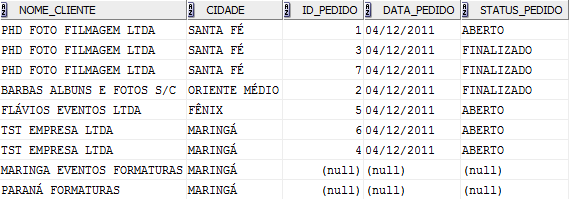 NOME_CLIENTE CIDADE ID_PEDIDO DATA_PEDIDO STATUS_PEDIDO
PHD FOTO FILMAGEM LTDA SANTA FÉ 1 04/12/2011 ABERTO
PHD FOTO FILMAGEM LTDA SANTA FÉ 3 04/12/2011 FINALIZADO
PHD FOTO FILMAGEM LTDA SANTA FÉ 7 04/12/2011 FINALIZADO
BARBAS ALBUNS E FOTOS S/C ORIENTE MÉDIO 2 04/12/2011 FINALIZADO
FLÁVIOS EVENTOS LTDA FÊNIX 5 04/12/2011 ABERTO
TST EMPRESA LTDA MARINGÁ 6 04/12/2011 ABERTO
TST EMPRESA LTDA MARINGÁ 4 04/12/2011 ABERTO
MARINGA EVENTOS FORMATURAS MARINGÁ (null) (null) (null)
PARANÁ FORMATURAS MARINGÁ (null) (null) (null)